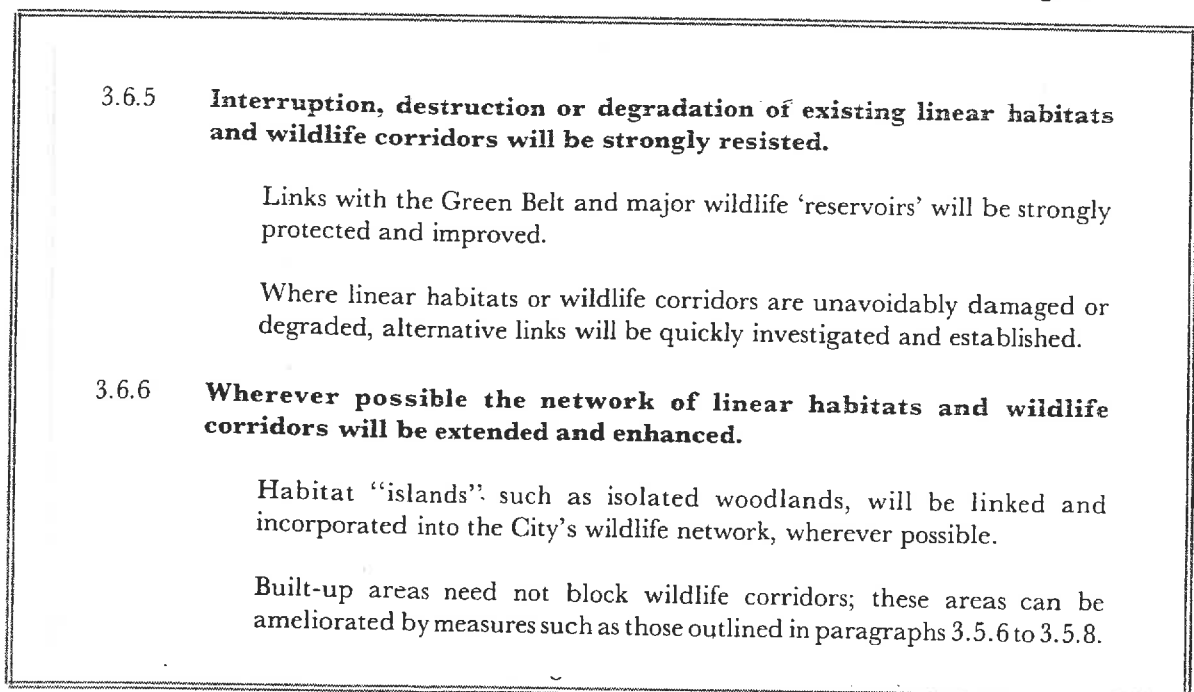 3.6.5 Interruption, destruction or degradation of existing linear habitats
and wildlife corridors will be strongly resisted.
Links with the Green Belt and major wildlife ‘reservoirs’ will be strongly
protected and improved.
Where linear habitats or wildlife corridors are unavoidably damaged or
degraded, alternative links will be quickly investigated and established.
3.6.6 Wherever possible the network of linear habitats and wildlife
corridors will be extended and enhanced.
Habitat “islands”. such as isolated woodlands, will be linked and
incorporated into the City’s wildlife network, wherever possible.
Built-up areas need not block wildlife corridors; these areas can be
ameliorated by measures such as those outlined in paragraphs 3.5.6 to 3.5.8.